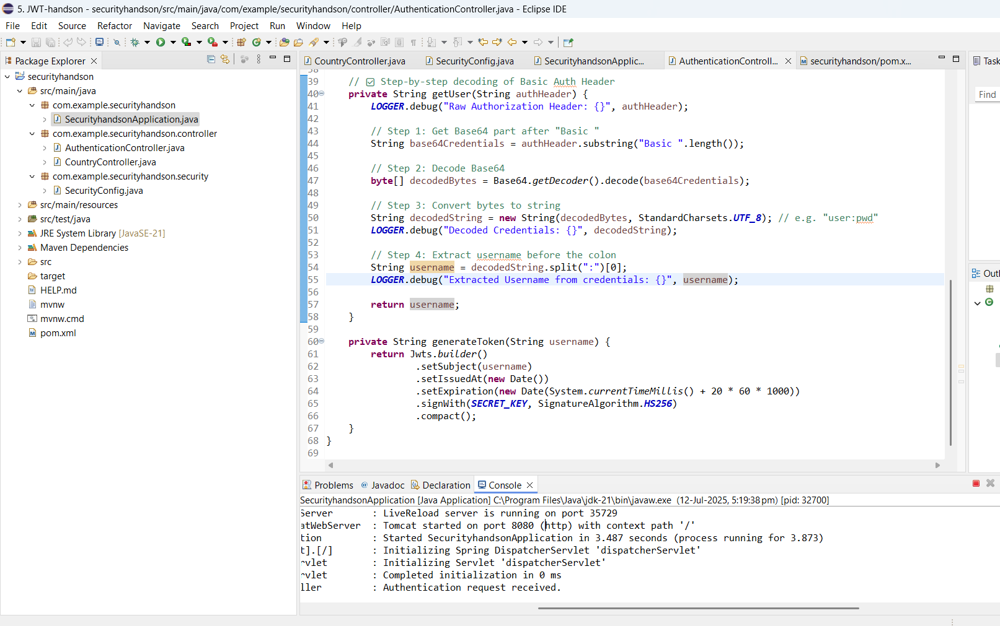 5. JWT-handson - securityhandson/src/main/java/com/example/securityhandson/controller/AuthenticationController.java - Eclipse IDE
File Edit Source Refactor Navigate Search Project Run Window Help
Package Explorer
securityhandson
src/main/java
com.example.securityhandson
SecurityhandsonApplication.java
com.example.securityhandson.controller
AuthenticationController.java
CountryController.java
com.example.securityhandson.security
SecurityConfig.java
src/main/resources
src/test/java
JRE System Library [JavaSE-21]
Maven Dependencies
src
target
HELP.md
mvnw
mvnw.cmd
pom.xml
CountryController.java SecurityConfig.java SecurityhandsonApplic... AuthenticationControll... securityhandson/pom.x...
38
39 // ✅ Step-by-step decoding of Basic Auth Header
40 private String getUser(String authHeader) {
41 LOGGER.debug("Raw Authorization Header: {}", authHeader);
42
43 // Step 1: Get Base64 part after "Basic "
44 String base64Credentials = authHeader.substring("Basic ".length());
45
46 // Step 2: Decode Base64
47 byte[] decodedBytes = Base64.getDecoder().decode(base64Credentials);
48
49 // Step 3: Convert bytes to string
50 String decodedString = new String(decodedBytes, StandardCharsets.UTF_8); // e.g. "user:pwd"
51 LOGGER.debug("Decoded Credentials: {}", decodedString);
52
53 // Step 4: Extract username before the colon
54 String username = decodedString.split(":")[0];
55 LOGGER.debug("Extracted Username from credentials: {}", username);
56
57 return username;
58 }
59
60 private String generateToken(String username) {
61 return Jwts.builder()
62 .setSubject(username)
63 .setIssuedAt(new Date())
64 .setExpiration(new Date(System.currentTimeMillis() + 20 * 60 * 1000))
65 .signWith(SECRET_KEY, SignatureAlgorithm.HS256)
66 .compact();
67 }
68 }
69
Task
Find
Outl
Problems Javadoc Declaration Console
SecurityhandsonApplication [Java Application] C:\Program Files\Java\jdk-21\bin\javaw.exe (12-Jul-2025, 5:19:38 pm) [pid: 32700]
Server : LiveReload server is running on port 35729
atWebServer : Tomcat started on port 8080 (http) with context path '/'
tion : Started SecurityhandsonApplication in 3.487 seconds (process running for 3.873)
t].[/] : Initializing Spring DispatcherServlet 'dispatcherServlet'
rvlet : Initializing Servlet 'dispatcherServlet'
rvlet : Completed initialization in 0 ms
ller : Authentication request received.